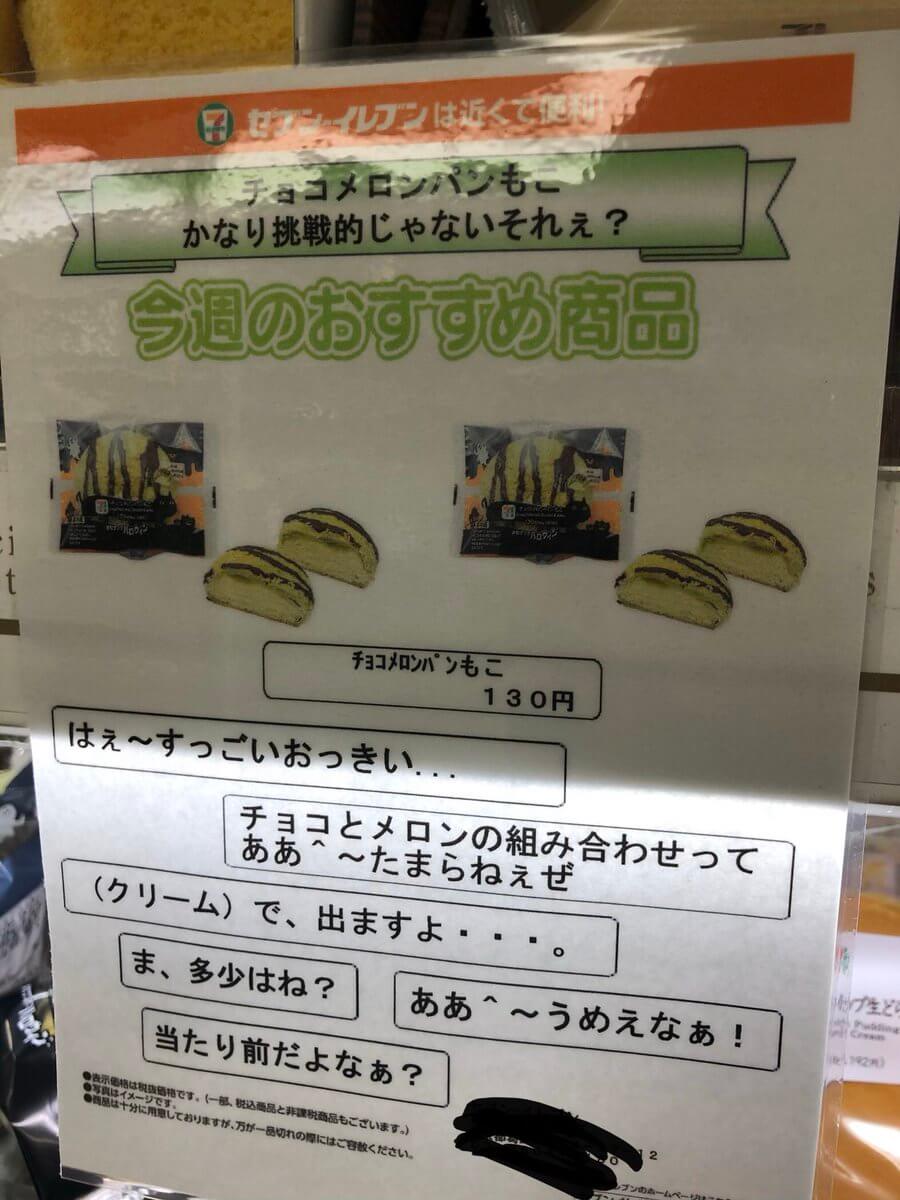 セブン-イレブンは近くて便利
チョコメロンパンもこ
かなり挑戦的じゃないそれぇ？
今週のおすすめ商品
ﾁｮｺﾒﾛﾝﾊﾟﾝもこ
１３０円
はぇ～すっごいおっきい...
チョコとメロンの組み合わせって
ああ＾～たまらねぇぜ
（クリーム）で、出ますよ・・・。
ま、多少はね？
ああ＾～うめえなぁ！
当たり前だよなぁ？
●表示価格は税抜価格です。（一部、税込商品と非課税商品もございます。）
●写真はイメージです。
●商品は十分に用意しておりますが、万が一品切れの際にはご容赦ください。